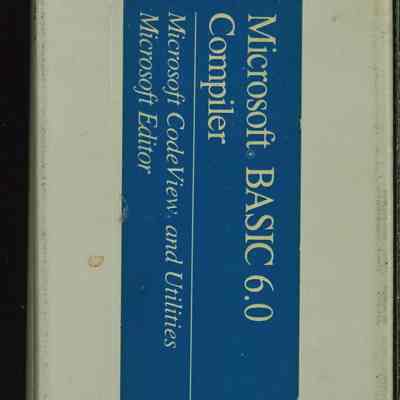 Microsoft® BASIC 6.0
Compiler
Microsoft CodeView® and Utilities
Microsoft Editor